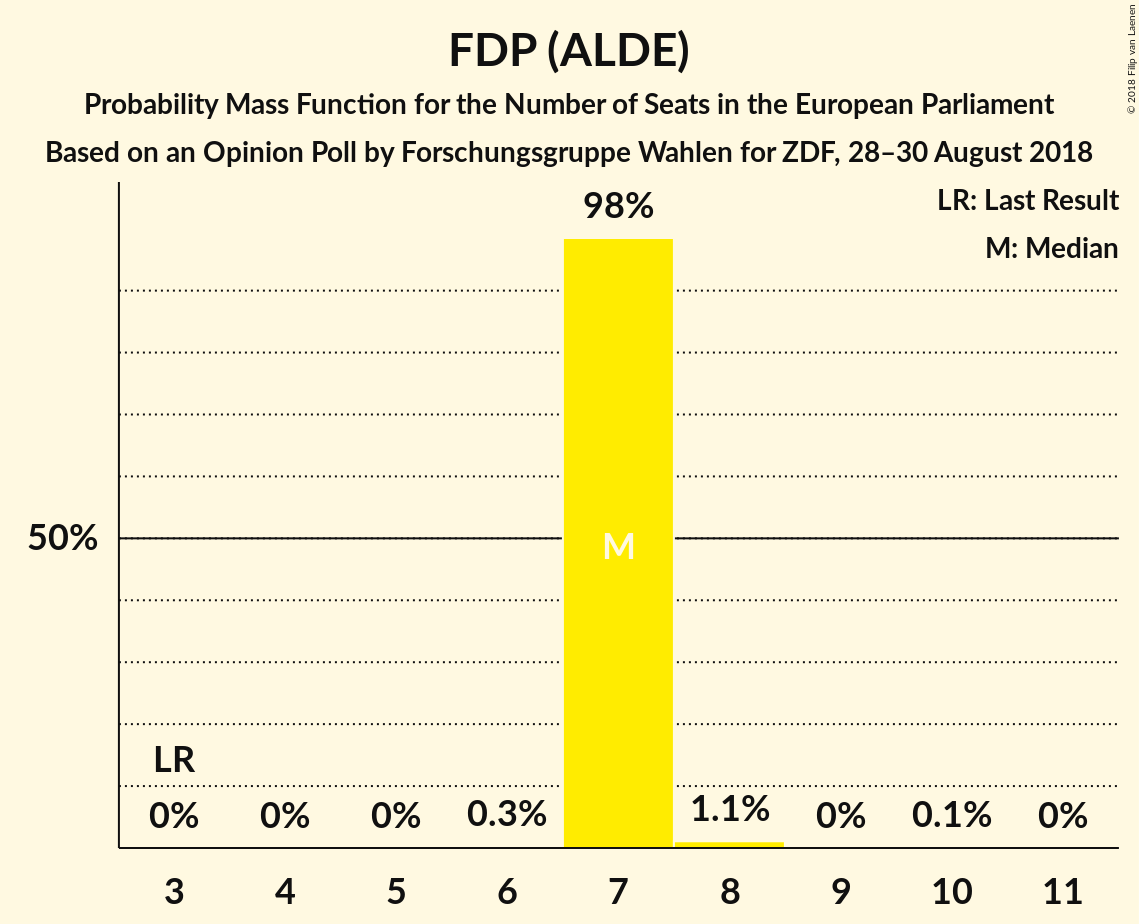 FDP (ALDE)
Probability Mass Function for the Number of Seats in the European Parliament
Based on an Opinion Poll by Forschungsgruppe Wahlen for ZDF, 28–30 August 2018
© 2018 Filip van Laenen
LR: Last Result
M: Median
98%
50%
M
LR
0% 0% 0% 0.3% 1.1% 0% 0.1% 0%
3 4 5 6 7 8 9 10 11